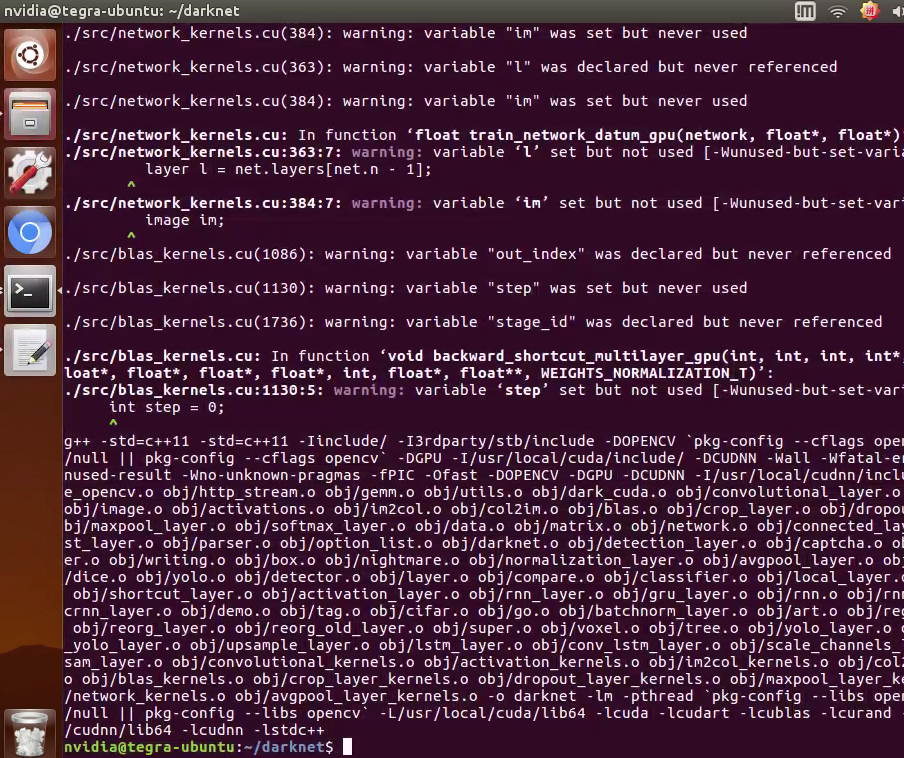 nvidia@tegra-ubuntu: ~/darknet
./src/network_kernels.cu(384): warning: variable "im" was set but never used
./src/network_kernels.cu(363): warning: variable "l" was declared but never referenced
./src/network_kernels.cu(384): warning: variable "im" was set but never used
./src/network_kernels.cu: In function ‘float train_network_datum_gpu(network, float*, float*)
./src/network_kernels.cu:363:7: warning: variable ‘l’ set but not used [-Wunused-but-set-varia
layer l = net.layers[net.n - 1];
^
./src/network_kernels.cu:384:7: warning: variable ‘im’ set but not used [-Wunused-but-set-vari
image im;
^
./src/blas_kernels.cu(1086): warning: variable "out_index" was declared but never referenced
./src/blas_kernels.cu(1130): warning: variable "step" was set but never used
./src/blas_kernels.cu(1736): warning: variable "stage_id" was declared but never referenced
./src/blas_kernels.cu: In function ‘void backward_shortcut_multilayer_gpu(int, int, int, int*,
loat*, float*, float*, float*, int, float*, float**, WEIGHTS_NORMALIZATION_T)’:
./src/blas_kernels.cu:1130:5: warning: variable ‘step’ set but not used [-Wunused-but-set-vari
int step = 0;
^
g++ -std=c++11 -std=c++11 -Iinclude/ -I3rdparty/stb/include -DOPENCV `pkg-config --cflags open
/null || pkg-config --cflags opencv` -DGPU -I/usr/local/cuda/include/ -DCUDNN -Wall -Wfatal-er
nused-result -Wno-unknown-pragmas -fPIC -Ofast -DOPENCV -DGPU -DCUDNN -I/usr/local/cudnn/inclu
e_opencv.o obj/http_stream.o obj/gemm.o obj/utils.o obj/dark_cuda.o obj/convolutional_layer.o
obj/image.o obj/activations.o obj/im2col.o obj/col2im.o obj/blas.o obj/crop_layer.o obj/dropou
bj/maxpool_layer.o obj/softmax_layer.o obj/data.o obj/matrix.o obj/network.o obj/connected_lay
st_layer.o obj/parser.o obj/option_list.o obj/darknet.o obj/detection_layer.o obj/captcha.o ob
er.o obj/writing.o obj/box.o obj/nightmare.o obj/normalization_layer.o obj/avgpool_layer.o obj
/dice.o obj/yolo.o obj/detector.o obj/layer.o obj/compare.o obj/classifier.o obj/local_layer.o
obj/shortcut_layer.o obj/activation_layer.o obj/rnn_layer.o obj/gru_layer.o obj/rnn.o obj/rnn
crnn_layer.o obj/demo.o obj/tag.o obj/cifar.o obj/go.o obj/batchnorm_layer.o obj/art.o obj/reg
obj/reorg_layer.o obj/reorg_old_layer.o obj/super.o obj/voxel.o obj/tree.o obj/yolo_layer.o o
_yolo_layer.o obj/upsample_layer.o obj/lstm_layer.o obj/conv_lstm_layer.o obj/scale_channels_
sam_layer.o obj/convolutional_kernels.o obj/activation_kernels.o obj/im2col_kernels.o obj/col2
o obj/blas_kernels.o obj/crop_layer_kernels.o obj/dropout_layer_kernels.o obj/maxpool_layer_ke
/network_kernels.o obj/avgpool_layer_kernels.o -o darknet -lm -pthread `pkg-config --libs open
/null || pkg-config --libs opencv` -L/usr/local/cuda/lib64 -lcuda -lcudart -lcublas -lcurand -
/cudnn/lib64 -lcudnn -lstdc++
nvidia@tegra-ubuntu:~/darknet$